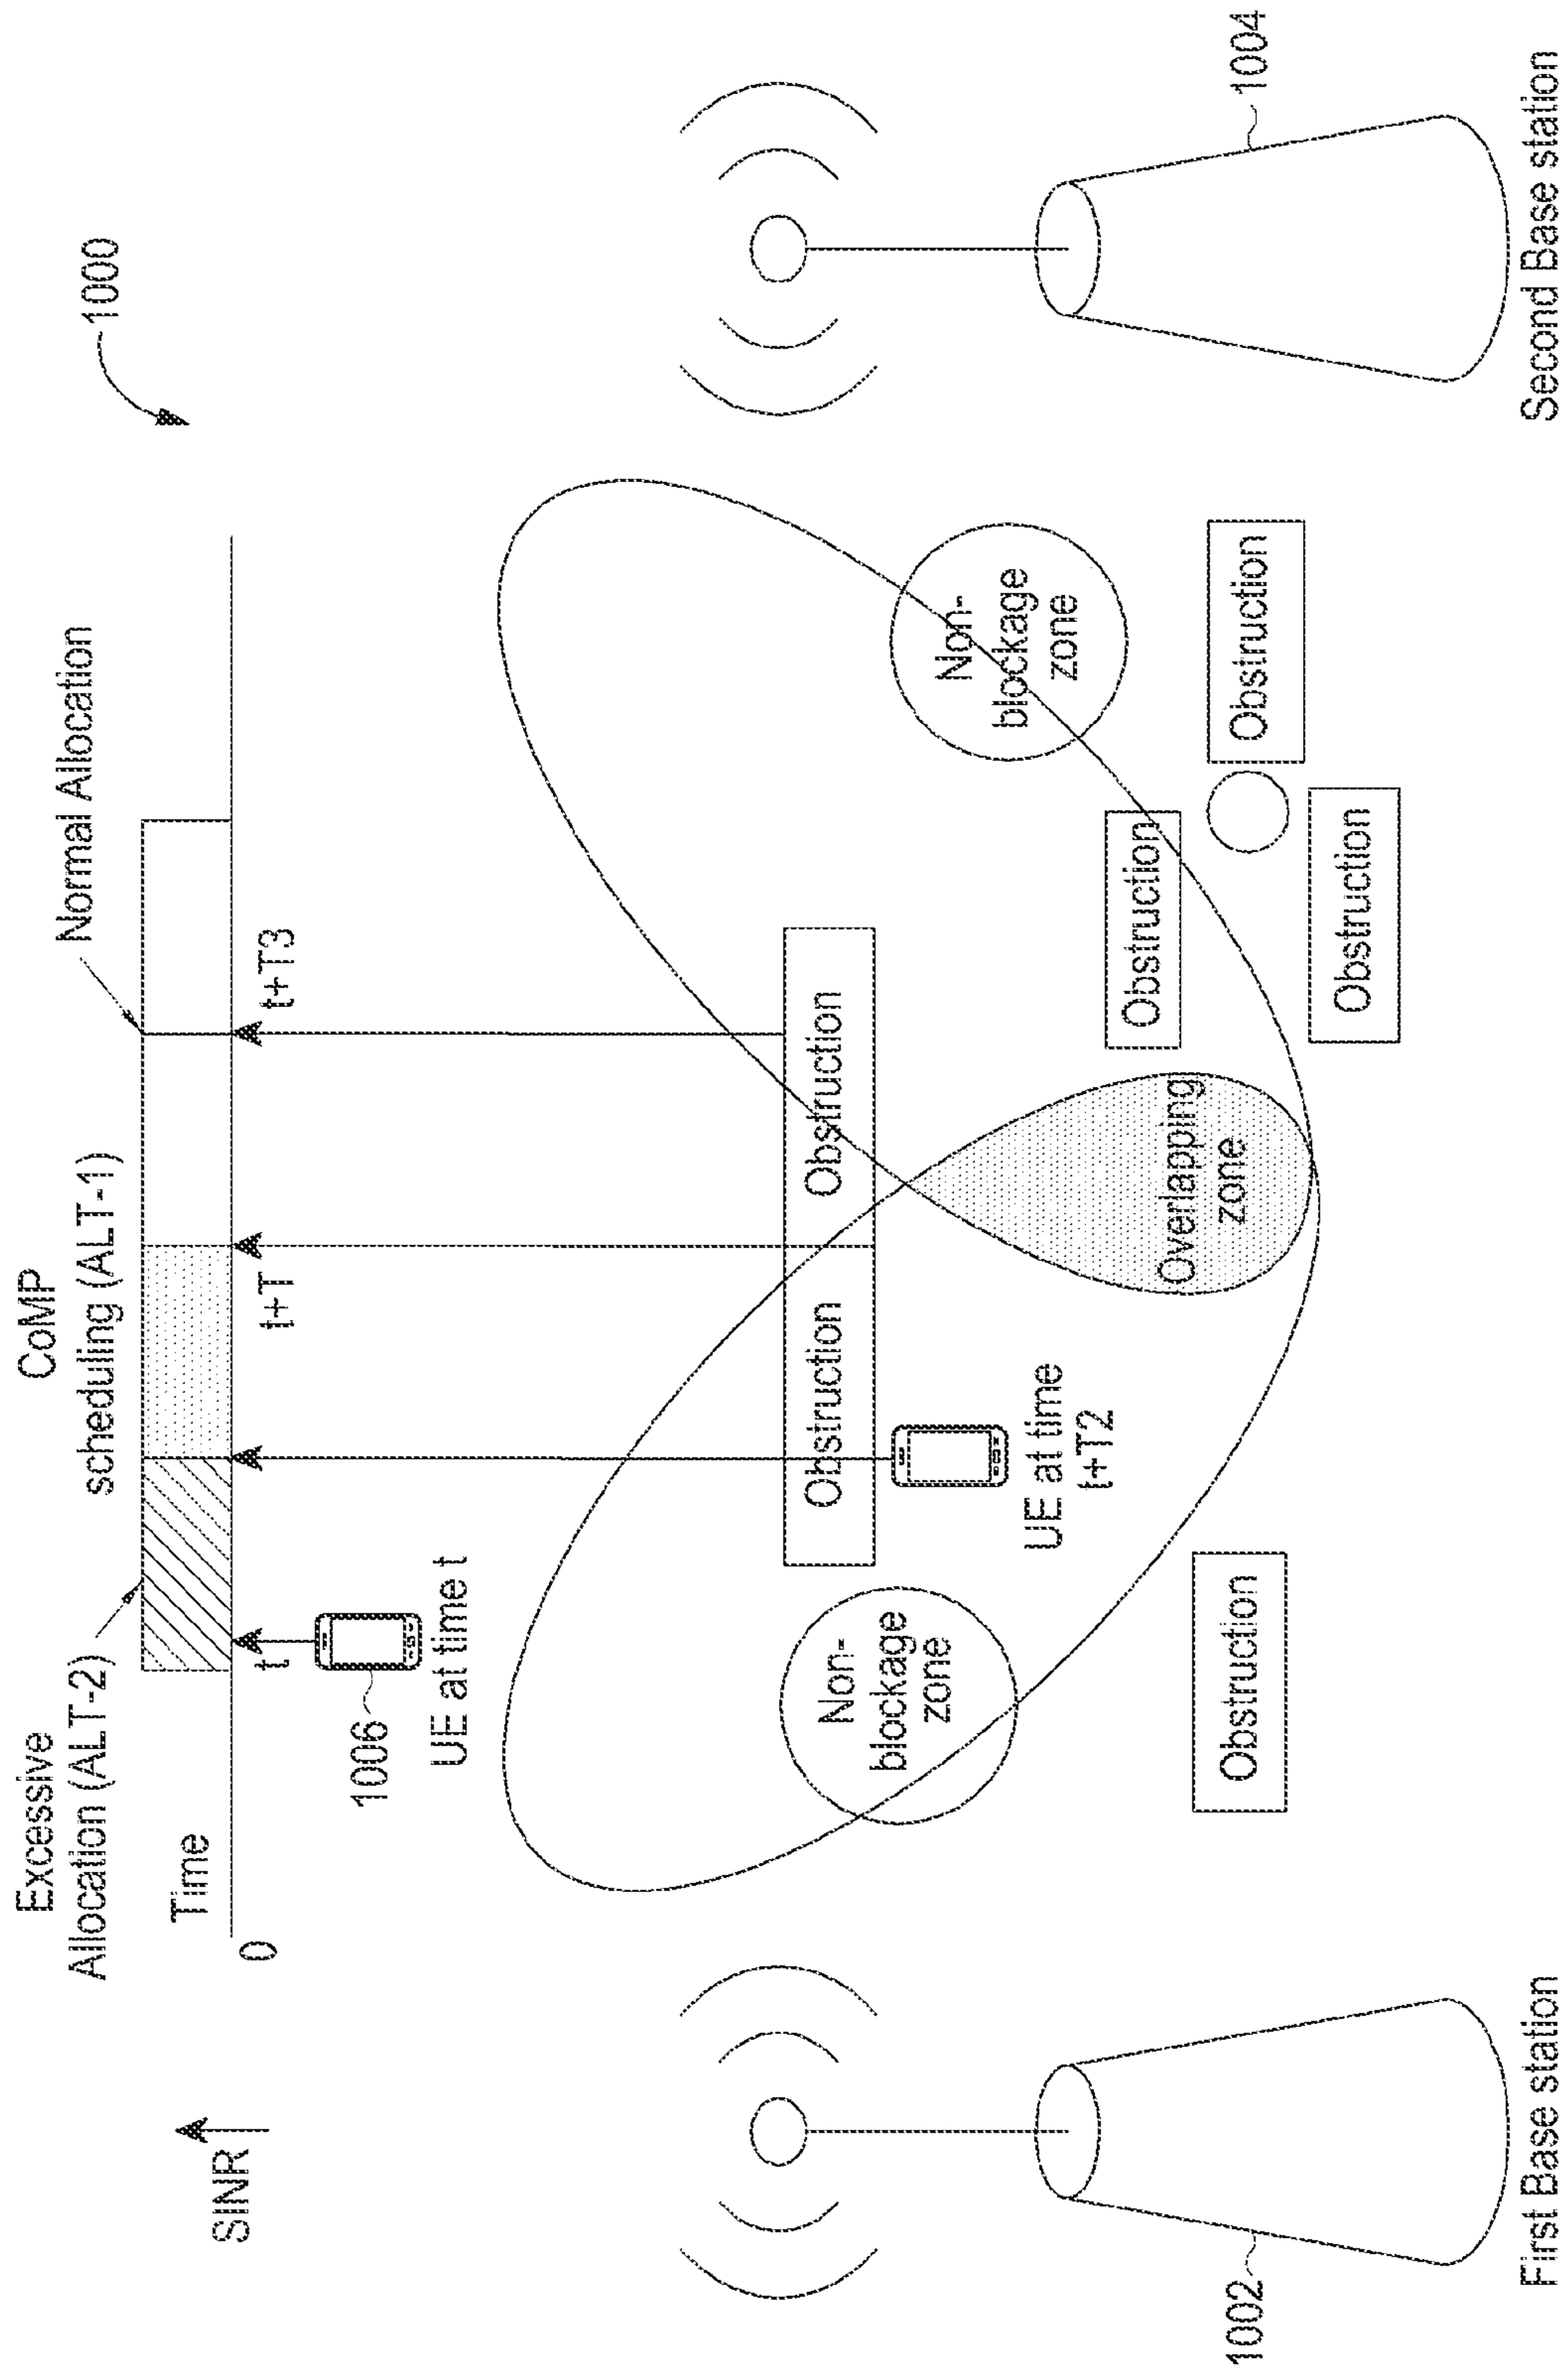 1000
Excessive
Allocation (ALT-2)
CoMP
scheduling (ALT-1)
Normal Allocation
SINR
Time
0
t
t+T
t+T3
1006
UE at time t
Obstruction
Obstruction
Non-
blockage
zone
UE at time
t+T2
Non-
blockage
zone
Overlapping
zone
Obstruction
Obstruction
Obstruction
Obstruction
1002
First Base station
1004
Second Base station